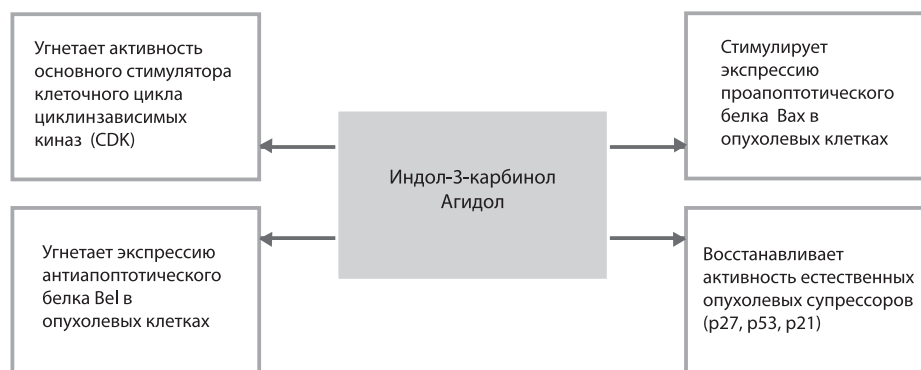 Угнетает активность
основного стимулятора
клеточного цикла
циклинзависимых
киназ (CDK)
Стимулирует
экспрессию
проапоптотического
белка Bax в
опухолевых клетках
Индол-3-карбинол
Агидол
Угнетает экспрессию
антиапоптотического
белка Bel в
опухолевых клетках
Восстанавливает
активность естественных
опухолевых супрессоров
(p27, p53, p21)